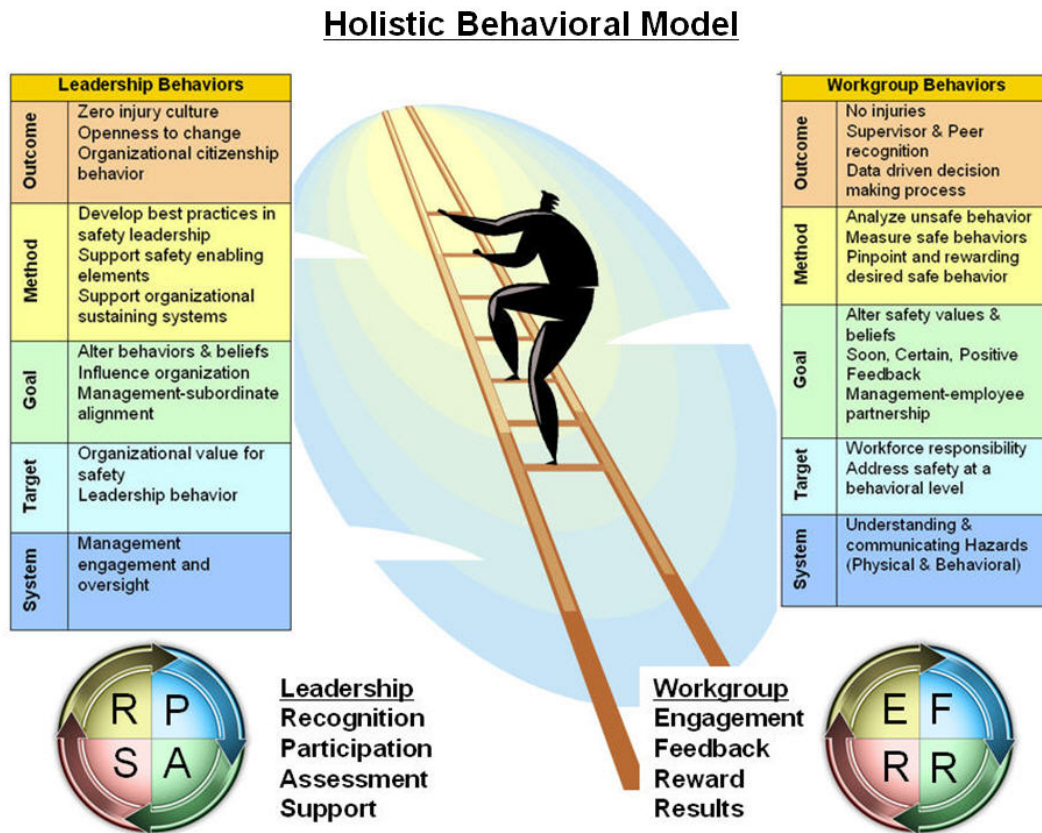 Holistic Behavioral Model
Leadership Behaviors
Outcome
Zero injury culture
Openness to change
Organizational citizenship
behavior
Method
Develop best practices in
safety leadership
Support safety enabling
elements
Support organizational
sustaining systems
Goal
Alter behaviors & beliefs
Influence organization
Management-subordinate
alignment
Target
Organizational value for
safety
Leadership behavior
System
Management
engagement and
oversight
Workgroup Behaviors
Outcome
No injuries
Supervisor & Peer
recognition
Data driven decision
making process
Method
Analyze unsafe behavior
Measure safe behaviors
Pinpoint and rewarding
desired safe behavior
Goal
Alter safety values &
beliefs
Soon, Certain, Positive
Feedback
Management-employee
partnership
Target
Workforce responsibility
Address safety at a
behavioral level
System
Understanding &
communicating Hazards
(Physical & Behavioral)
R P
S A
Leadership
Recognition
Participation
Assessment
Support
Workgroup
Engagement
Feedback
Reward
Results
E F
R R